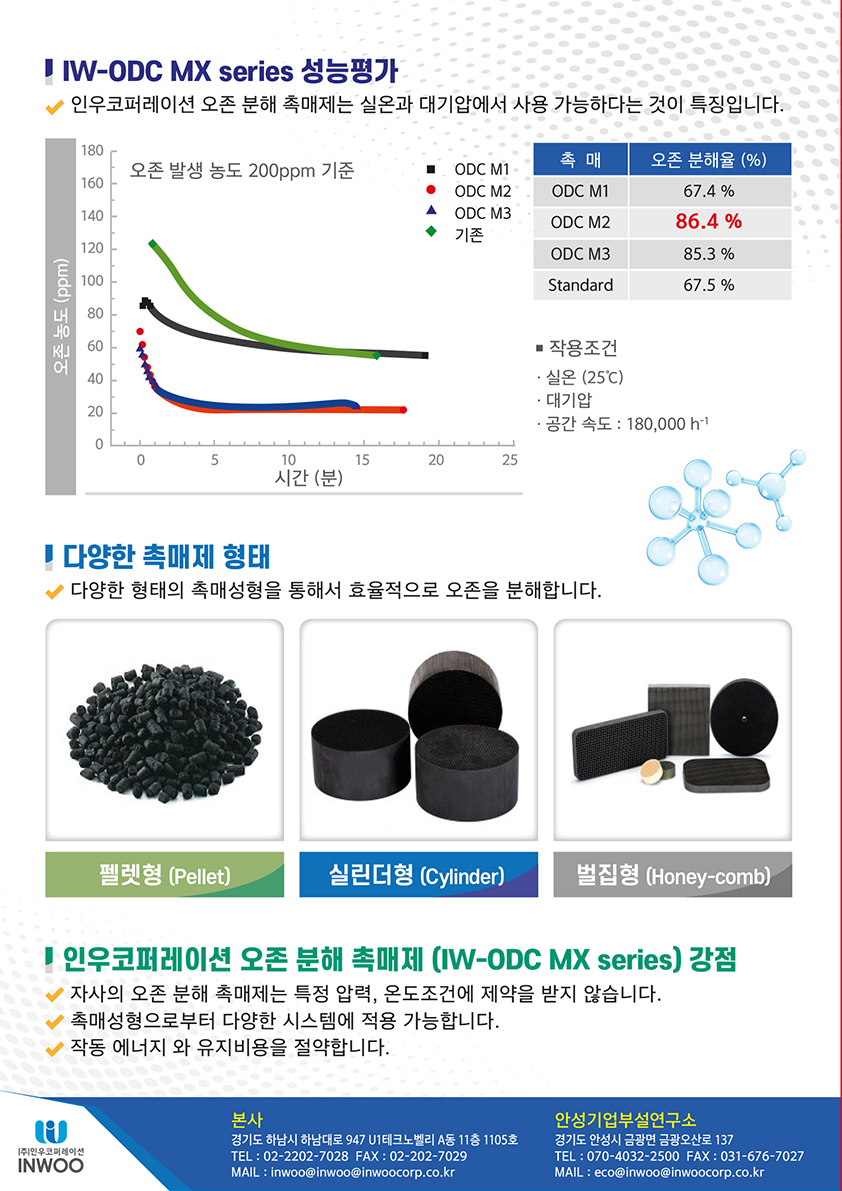 IW-ODC MX series 성능평가
인우코퍼레이션 오존 분해 촉매제는 실온과 대기압에서 사용 가능하다는 것이 특징입니다.
오존 농도 (ppm)
180
160
140
120
100
80
60
40
20
0
오존 발생 농도 200ppm 기준
ODC M1
ODC M2
ODC M3
기존
0 5 10 15 20 25
시간 (분)
촉 매 오존 분해율 (%)
ODC M1 67.4 %
ODC M2 86.4 %
ODC M3 85.3 %
Standard 67.5 %
■ 작용조건
· 실온 (25℃)
· 대기압
· 공간 속도 : 180,000 h⁻¹
다양한 촉매제 형태
다양한 형태의 촉매성형을 통해서 효율적으로 오존을 분해합니다.
펠렛형 (Pellet)
실린더형 (Cylinder)
벌집형 (Honey-comb)
인우코퍼레이션 오존 분해 촉매제 (IW-ODC MX series) 강점
자사의 오존 분해 촉매제는 특정 압력, 온도조건에 제약을 받지 않습니다.
촉매성형으로부터 다양한 시스템에 적용 가능합니다.
작동 에너지 와 유지비용을 절약합니다.
(주)인우코퍼레이션
INWOO
본사
경기도 하남시 하남대로 947 U1테크노벨리 A동 11층 1105호
TEL : 02-2202-7028 FAX : 02-202-7029
MAIL : inwoo@inwoo@inwoocorp.co.kr
안성기업부설연구소
경기도 안성시 금광면 금광오산로 137
TEL : 070-4032-2500 FAX : 031-676-7027
MAIL : eco@inwoo@inwoocorp.co.kr